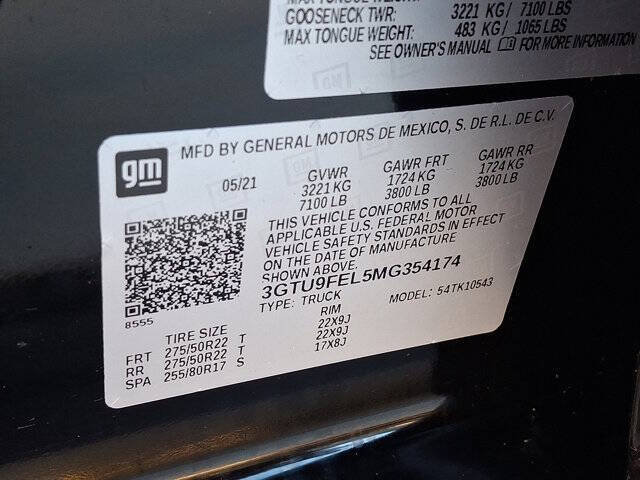 MAX TONGUE WEIGHT:
GOOSENECK TWR: 3221 KG/ 7100 LBS
MAX TONGUE WEIGHT: 483 KG/ 1065 LBS
SEE OWNER'S MANUAL FOR MORE INFORMATION
gm
MFD BY GENERAL MOTORS DE MEXICO, S. DE R.L. DE C.V.
05/21 GVWR GAWR FRT GAWR RR
3221 KG 1724 KG 1724 KG
7100 LB 3800 LB 3800 LB
THIS VEHICLE CONFORMS TO ALL
APPLICABLE U.S. FEDERAL MOTOR
VEHICLE SAFETY STANDARDS IN EFFECT
ON THE DATE OF MANUFACTURE
SHOWN ABOVE.
3GTU9FEL5MG354174
TYPE: TRUCK MODEL: 54TK10543
8555
TIRE SIZE RIM
FRT 275/50R22 T 22X9J
RR 275/50R22 T 22X9J
SPA 255/80R17 S 17X8J